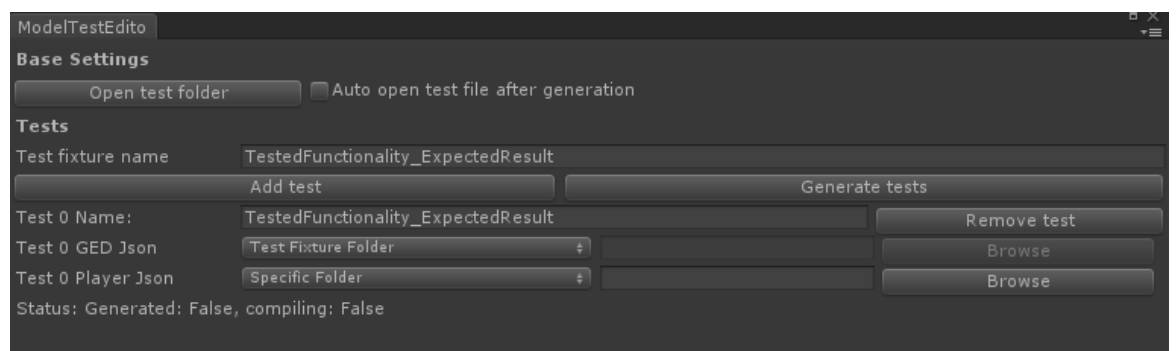 ModelTestEdito
Base Settings
Open test folder Auto open test file after generation
Tests
Test fixture name TestedFunctionality_ExpectedResult
Add test Generate tests
Test 0 Name: TestedFunctionality_ExpectedResult Remove test
Test 0 GED Json Test Fixture Folder Browse
Test 0 Player Json Specific Folder Browse
Status: Generated: False, compiling: False